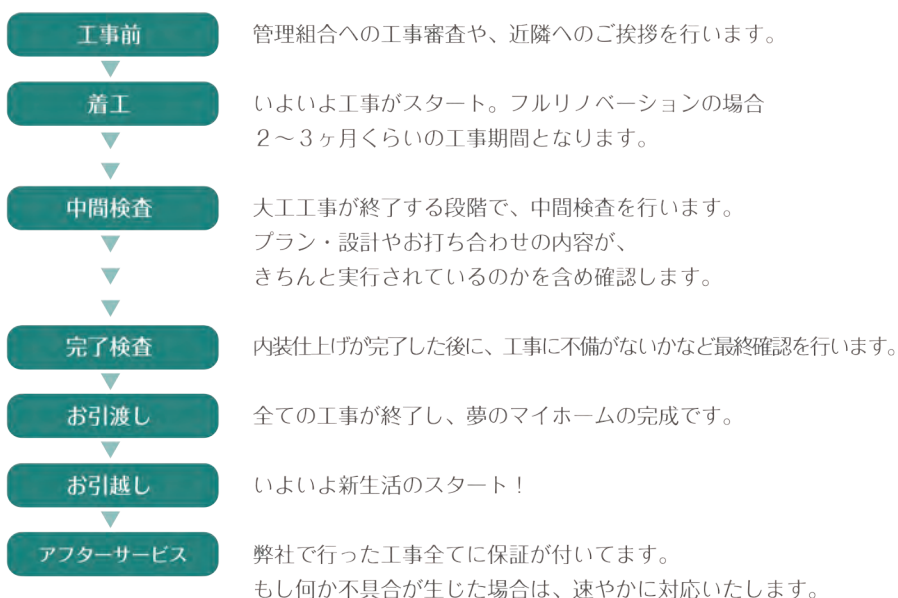 工事前
管理組合への工事審査や、近隣へのご挨拶を行います。
着工
いよいよ工事がスタート。フルリノベーションの場合
２～３ヶ月くらいの工事期間となります。
中間検査
大工工事が終了する段階で、中間検査を行います。
プラン・設計やお打ち合わせの内容が、
きちんと実行されているのかを含め確認します。
完了検査
内装仕上げが完了した後に、工事に不備がないかなど最終確認を行います。
お引渡し
全ての工事が終了し、夢のマイホームの完成です。
お引越し
いよいよ新生活のスタート！
アフターサービス
弊社で行った工事全てに保証が付いてます。
もし何か不具合が生じた場合は、速やかに対応いたします。